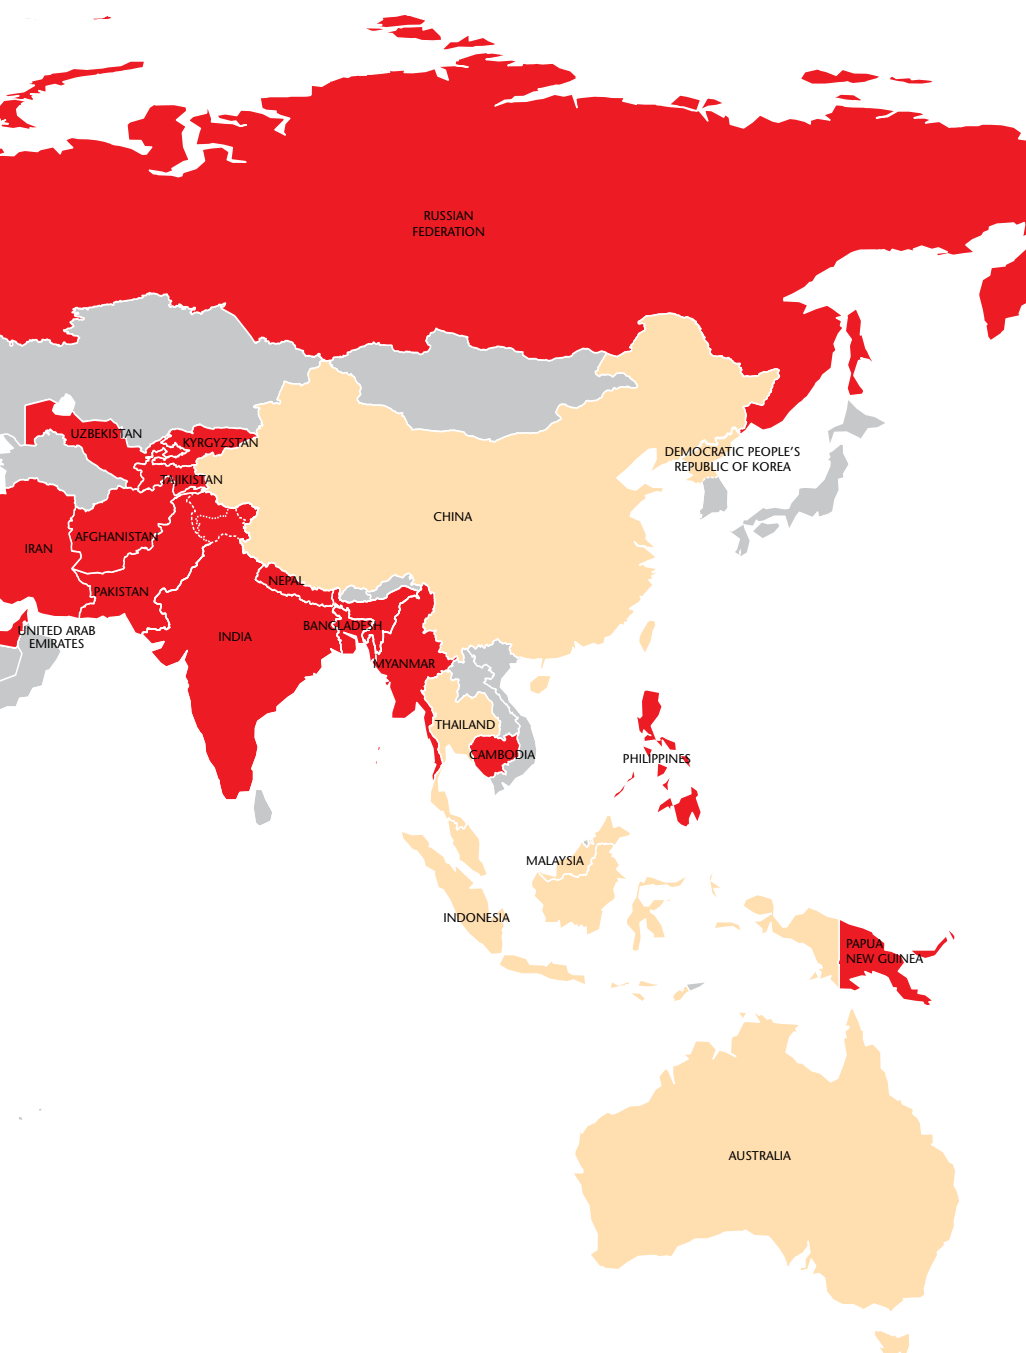 RUSSIAN
FEDERATION
UZBEKISTAN
KYRGYZSTAN
DEMOCRATIC PEOPLE'S
REPUBLIC OF KOREA
TAJIKISTAN
CHINA
AFGHANISTAN
IRAN
NEPAL
PAKISTAN
BANGLADESH
UNITED ARAB
EMIRATES
INDIA
MYANMAR
THAILAND
CAMBODIA
PHILIPPINES
MALAYSIA
INDONESIA
PAPUA
NEW GUINEA
AUSTRALIA